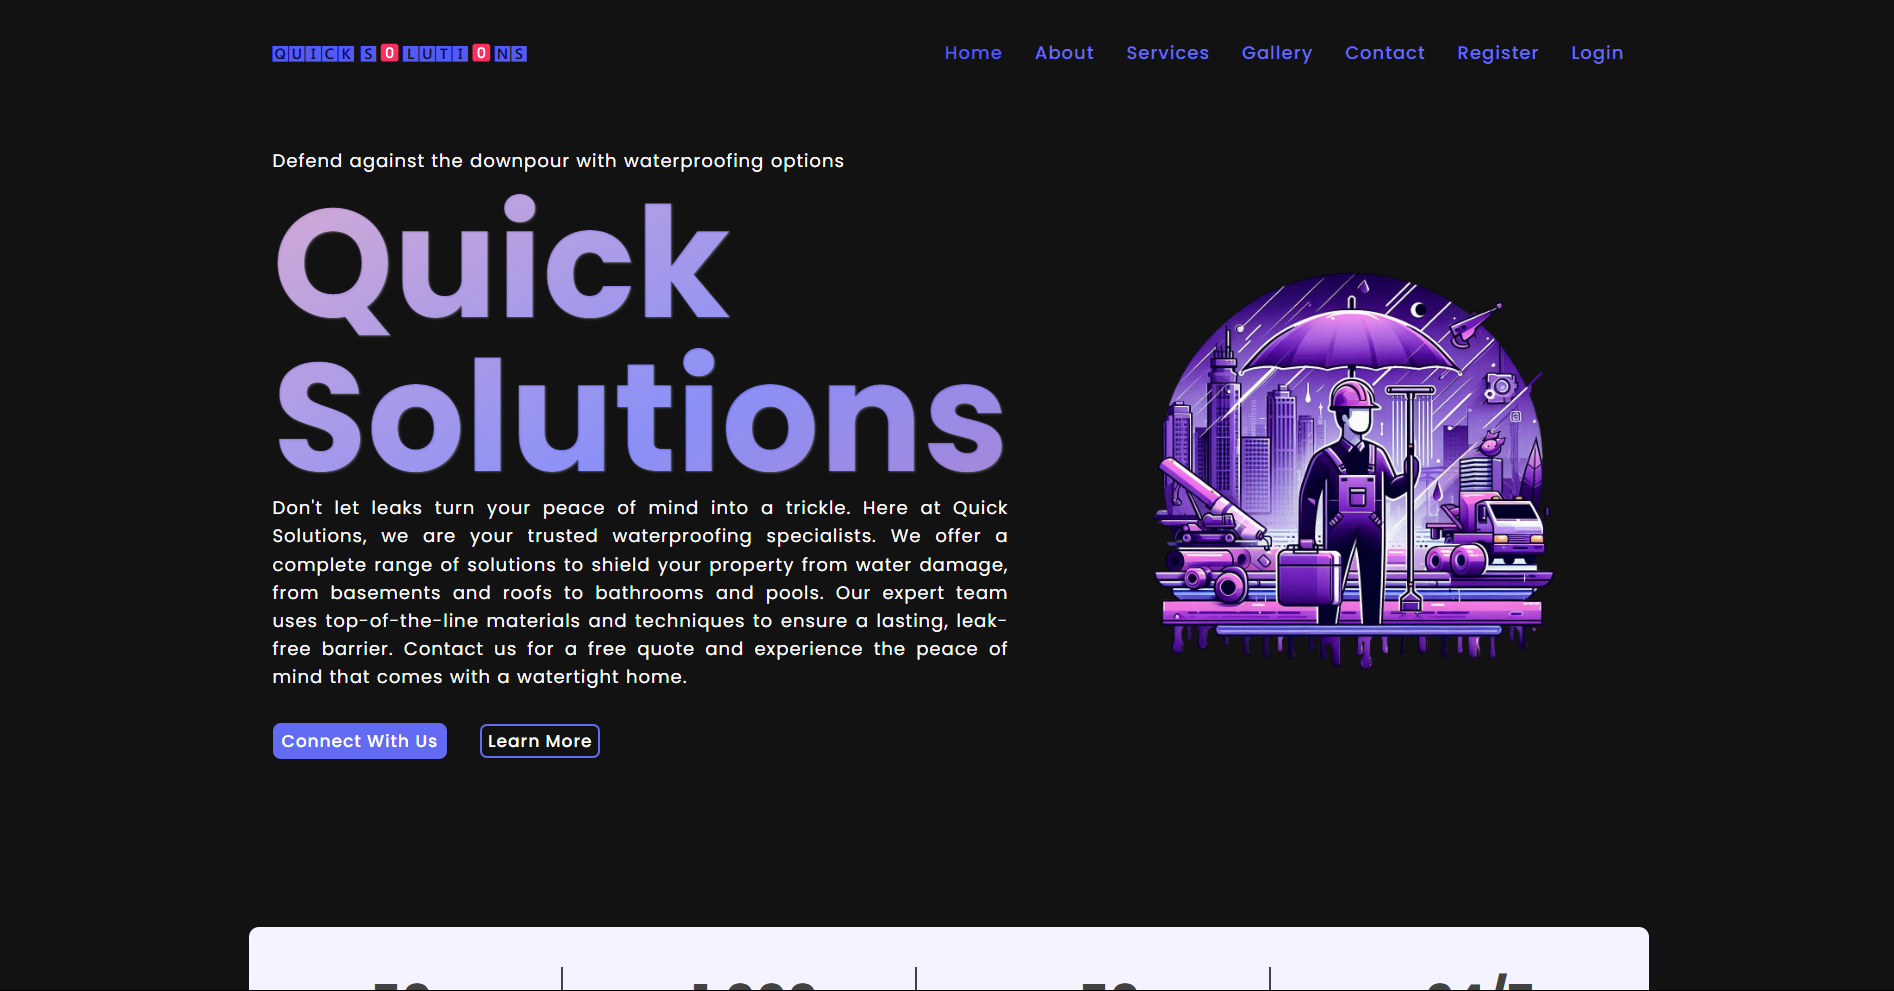 QUICK SOLUTIONS
Home About Services Gallery Contact Register Login
Defend against the downpour with waterproofing options
Quick
Solutions
Don't let leaks turn your peace of mind into a trickle. Here at Quick
Solutions, we are your trusted waterproofing specialists. We offer a
complete range of solutions to shield your property from water damage,
from basements and roofs to bathrooms and pools. Our expert team
uses top-of-the-line materials and techniques to ensure a lasting, leak-
free barrier. Contact us for a free quote and experience the peace of
mind that comes with a watertight home.
Connect With Us Learn More